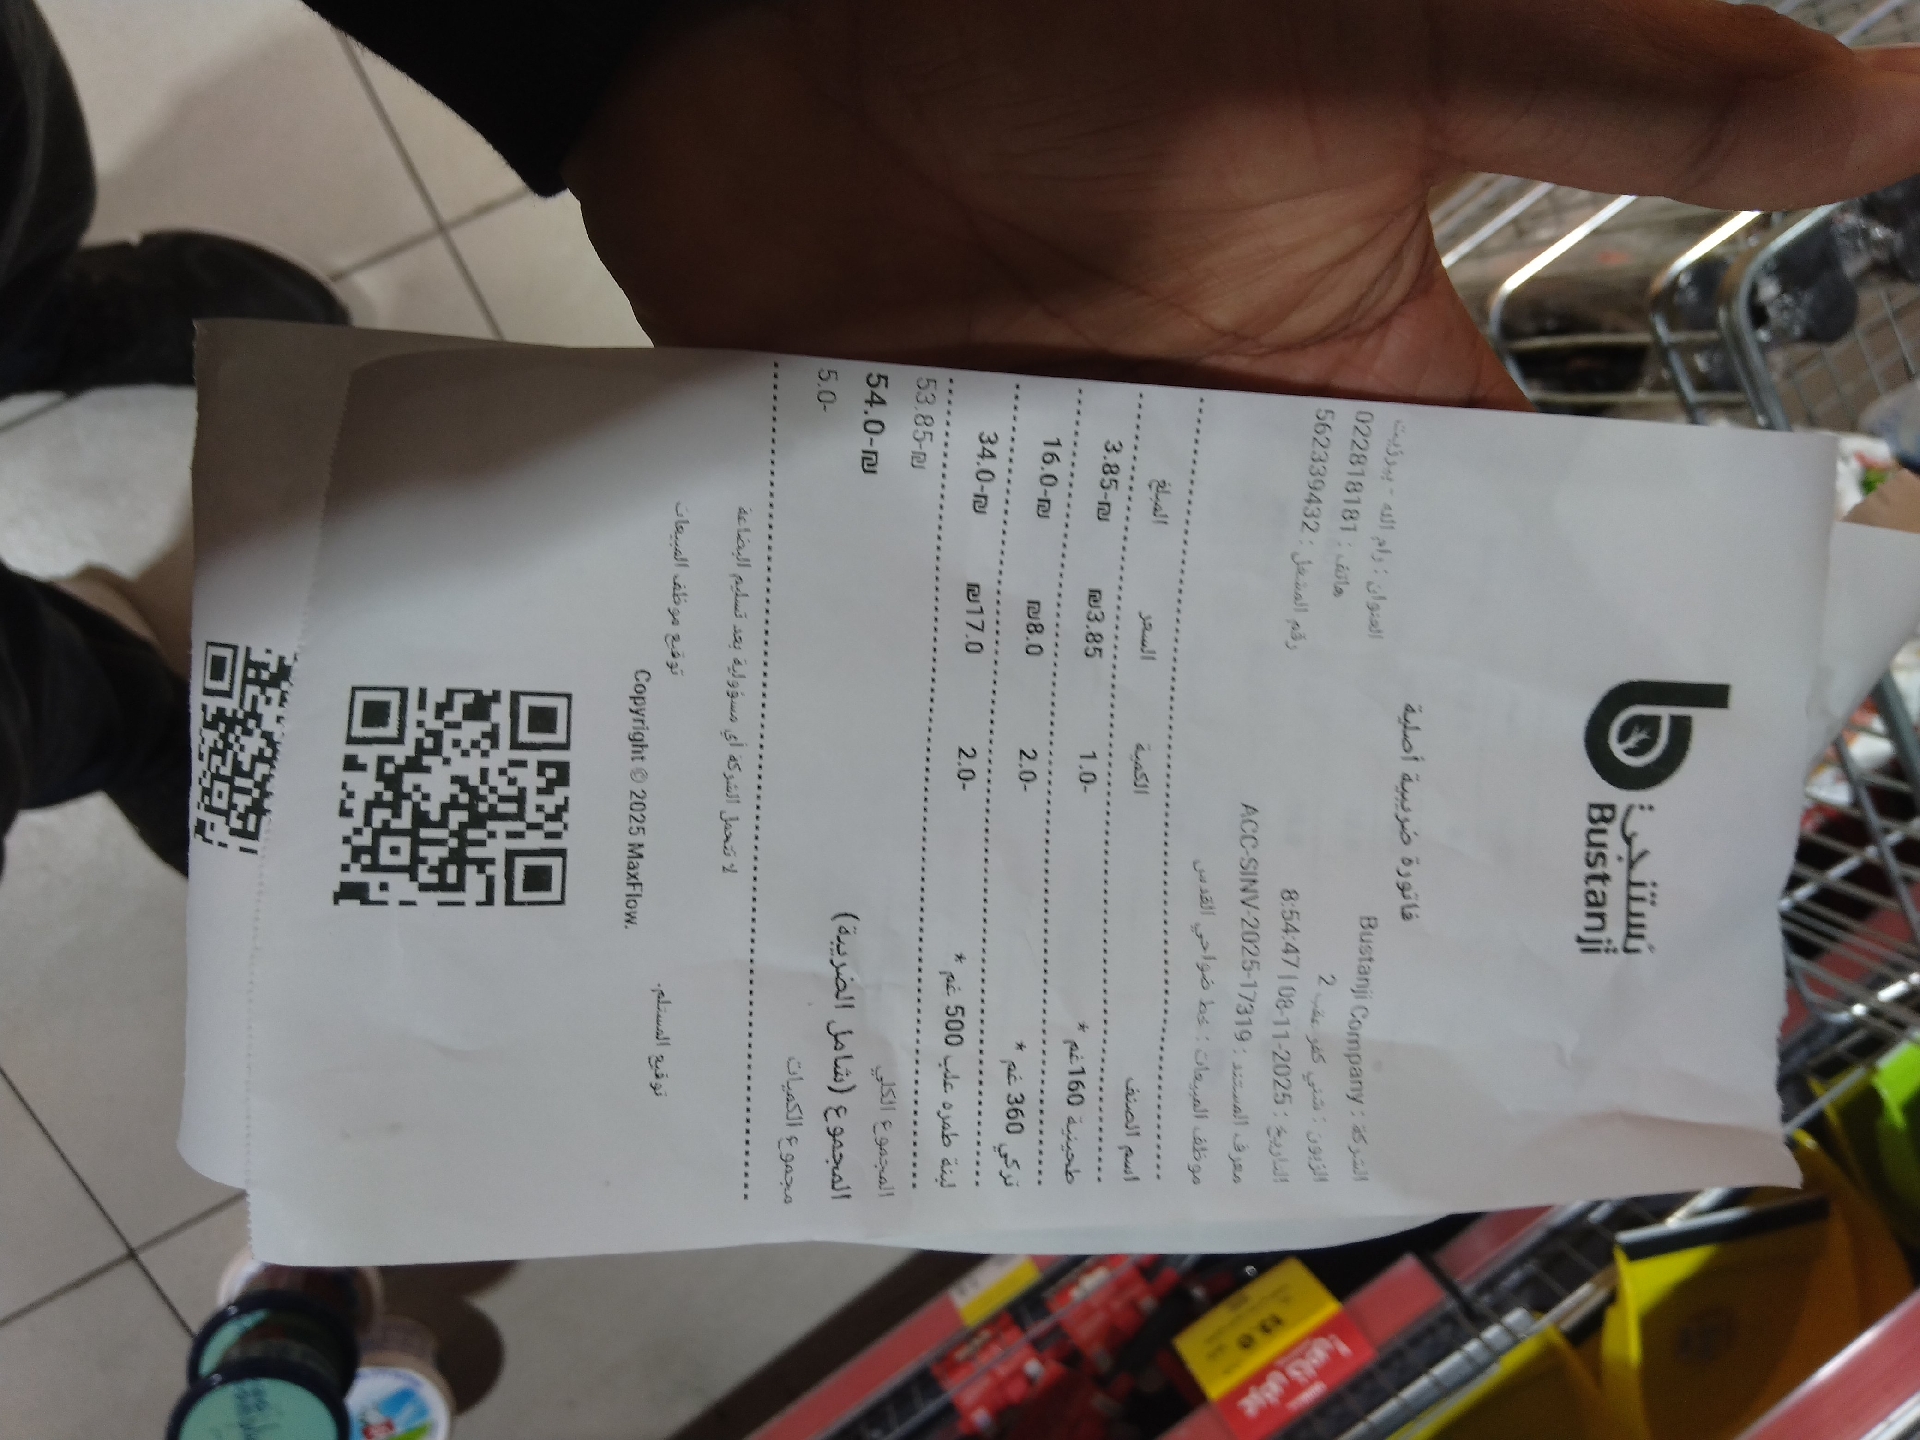 بُستنجي
Bustanji
فاتورة ضريبية أصلية
العنوان : رام الله - بيرزيت
الشركة : Bustanji Company
هاتف : 022818181
الزبون : شني كفر عقب 2
رقم المشغل : 562339432
التاريخ : 2025-11-08 | 8:54:47
معرف المستند : ACC-SINV-2025-17319
موظف المبيعات : خط ضواحي القدس
اسم الصنف الكمية السعر المبلغ
طحينية 160غم * 1.0- ₪3.85 3.85-₪
تركي 360 غم * 2.0- ₪8.0 16.0-₪
لبنة طمره علب 500 غم * 2.0- ₪17.0 34.0-₪
المجموع الكلي 53.85-₪
المجموع (شامل الضريبة) 54.0-₪
مجموع الكميات 5.0-
لا تتحمل الشركة أي مسؤولية بعد تسليم البضاعة
توقيع المستلم. توقيع موظف المبيعات
Copyright © 2025 MaxFlow.